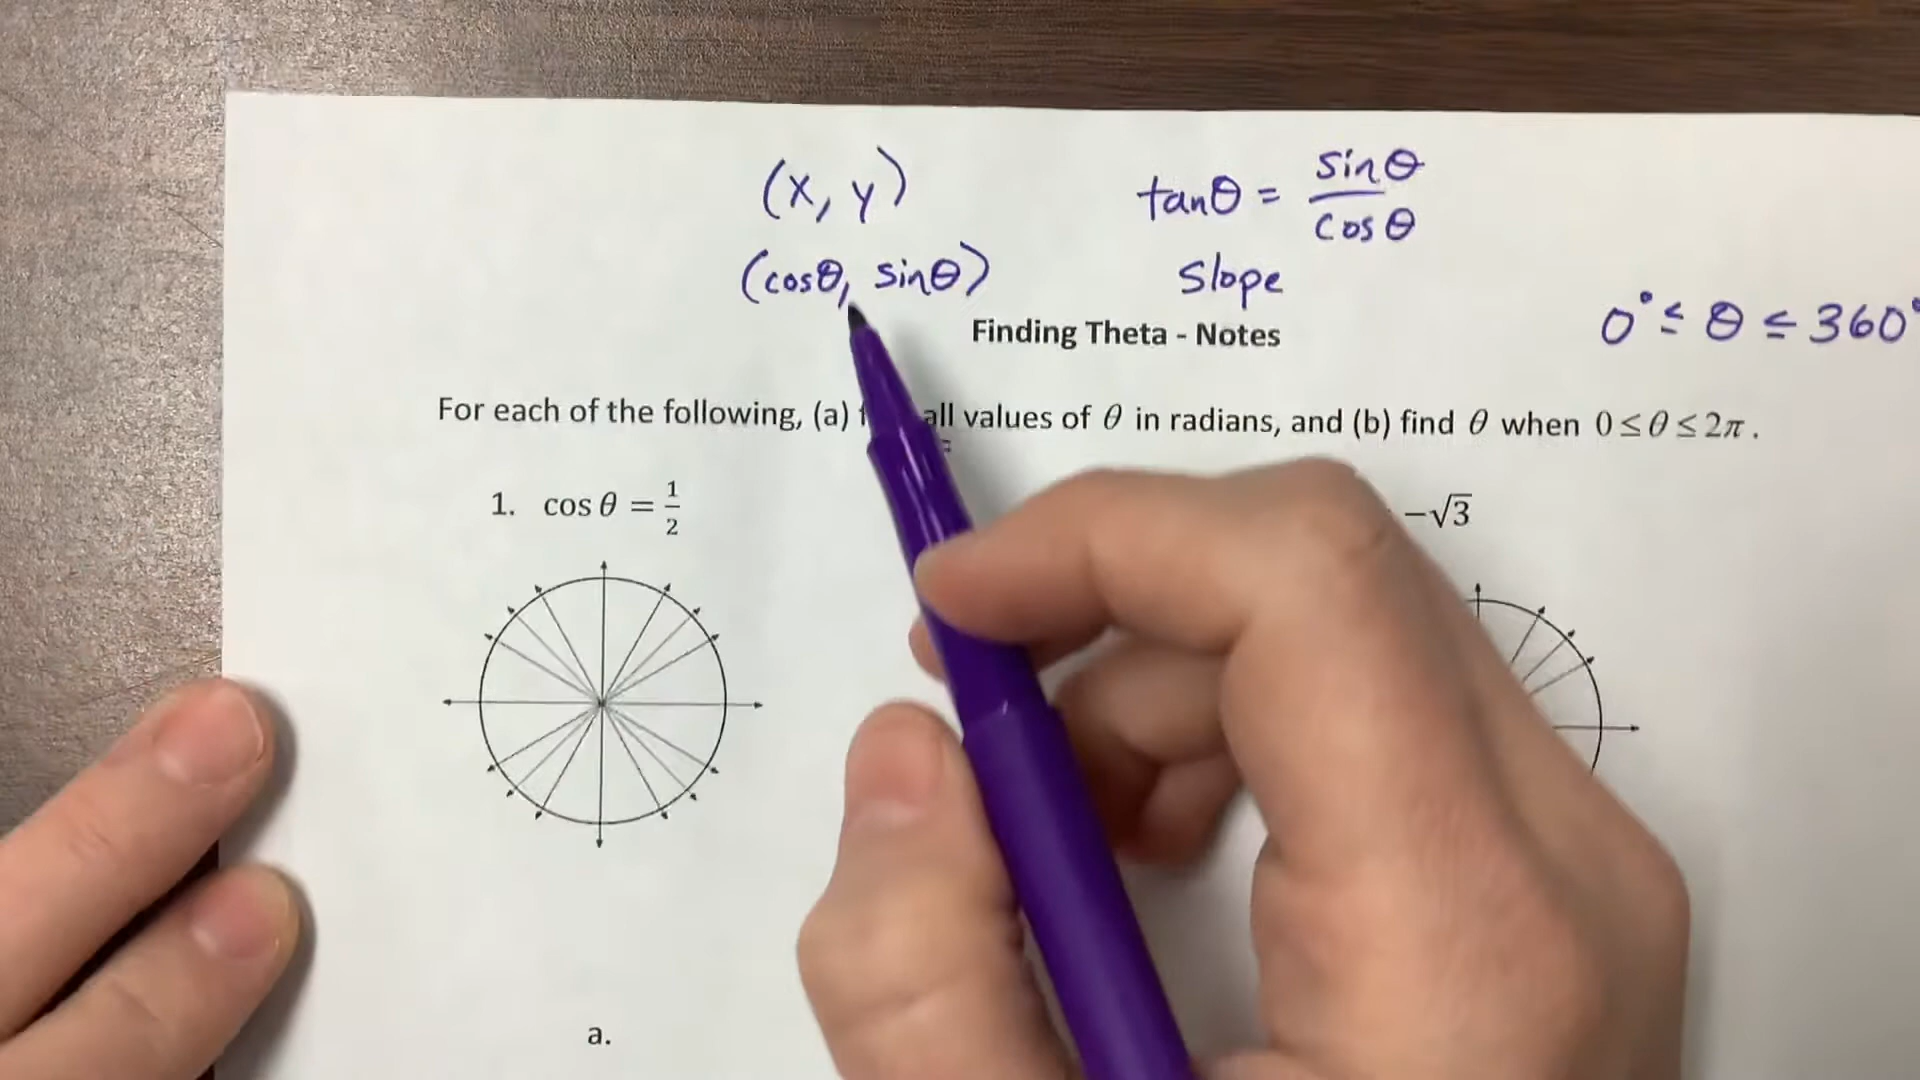 (x, y)
tanθ = sinθ / cosθ
(cosθ, sinθ)
Slope
0° ≤ θ ≤ 360°
Finding Theta - Notes
For each of the following, (a) all values of θ in radians, and (b) find θ when 0 ≤ θ ≤ 2π .
1. cos θ = 1/2
−√3
a.